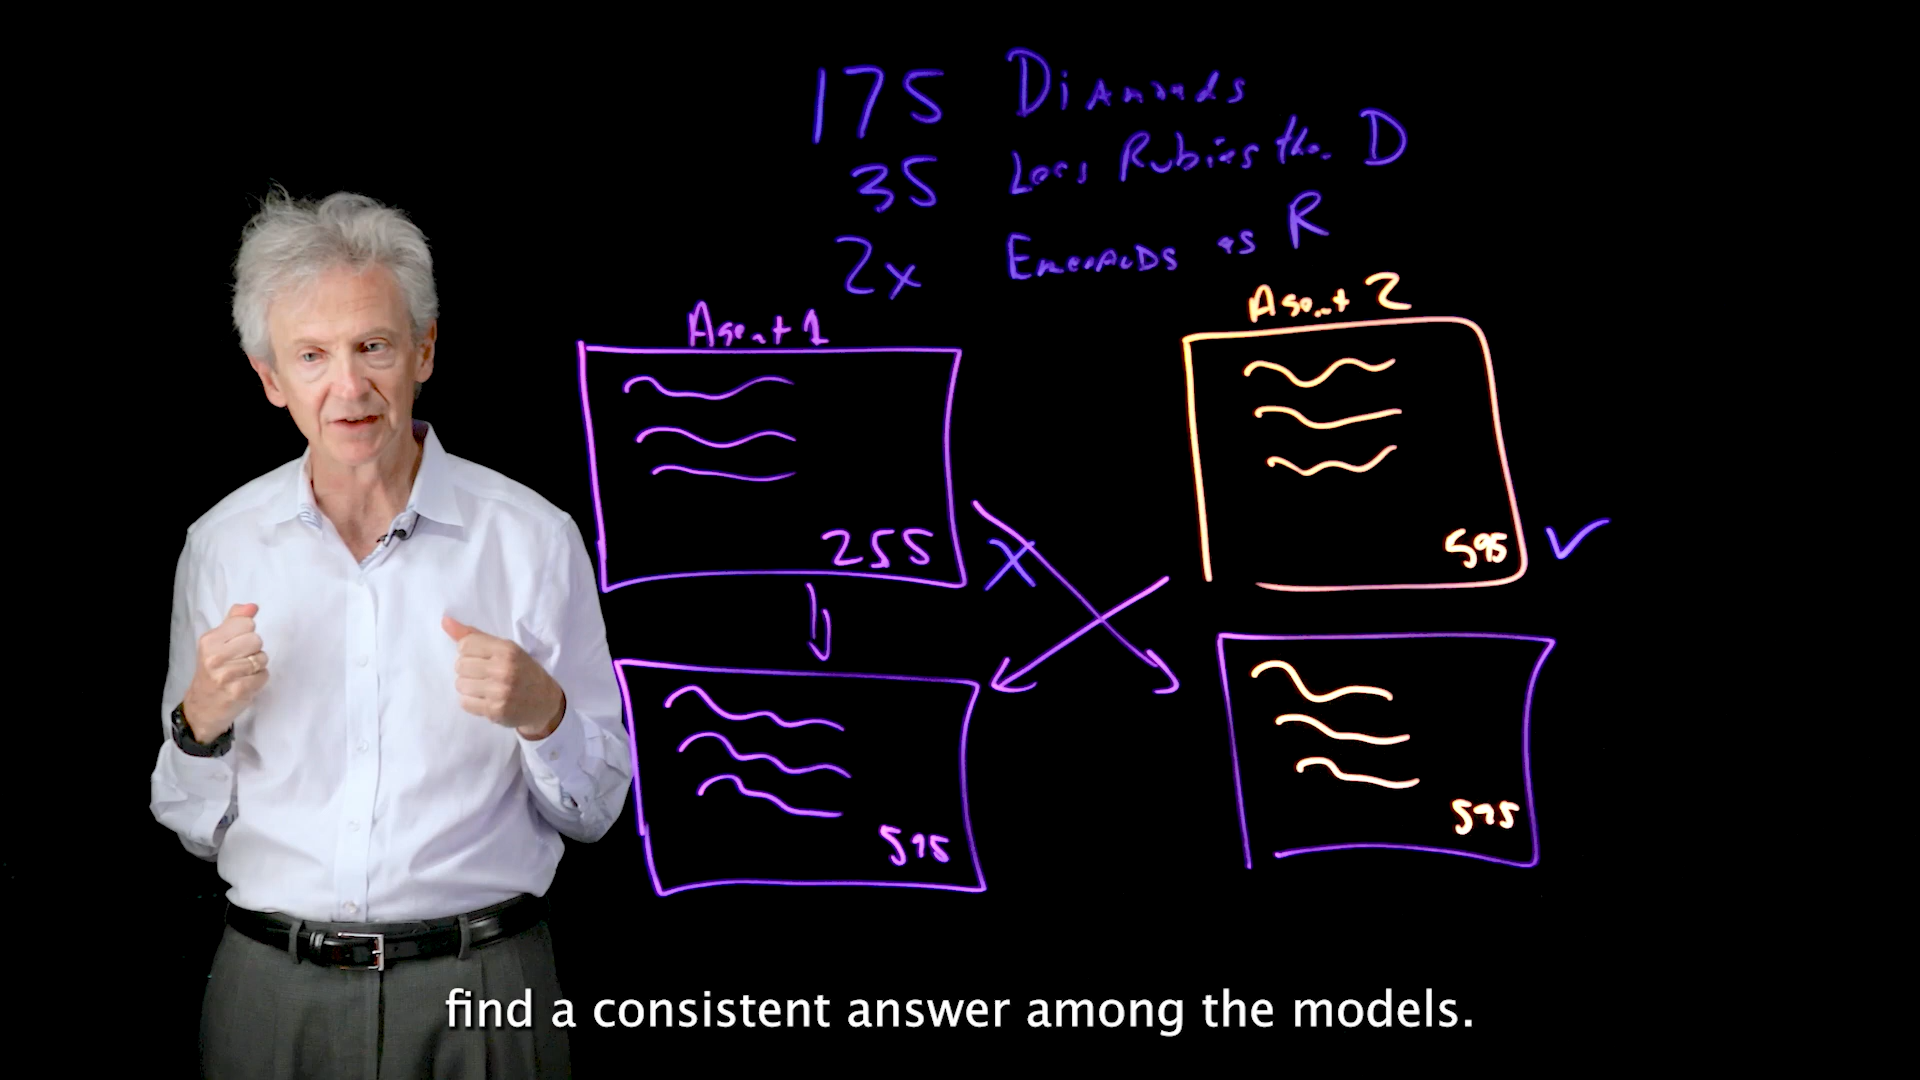 175 Diamonds
35 Less Rubies than D
2x Emeralds as R
Agent 1
Agent 2
255
X
595
✓
595
595
find a consistent answer among the models.